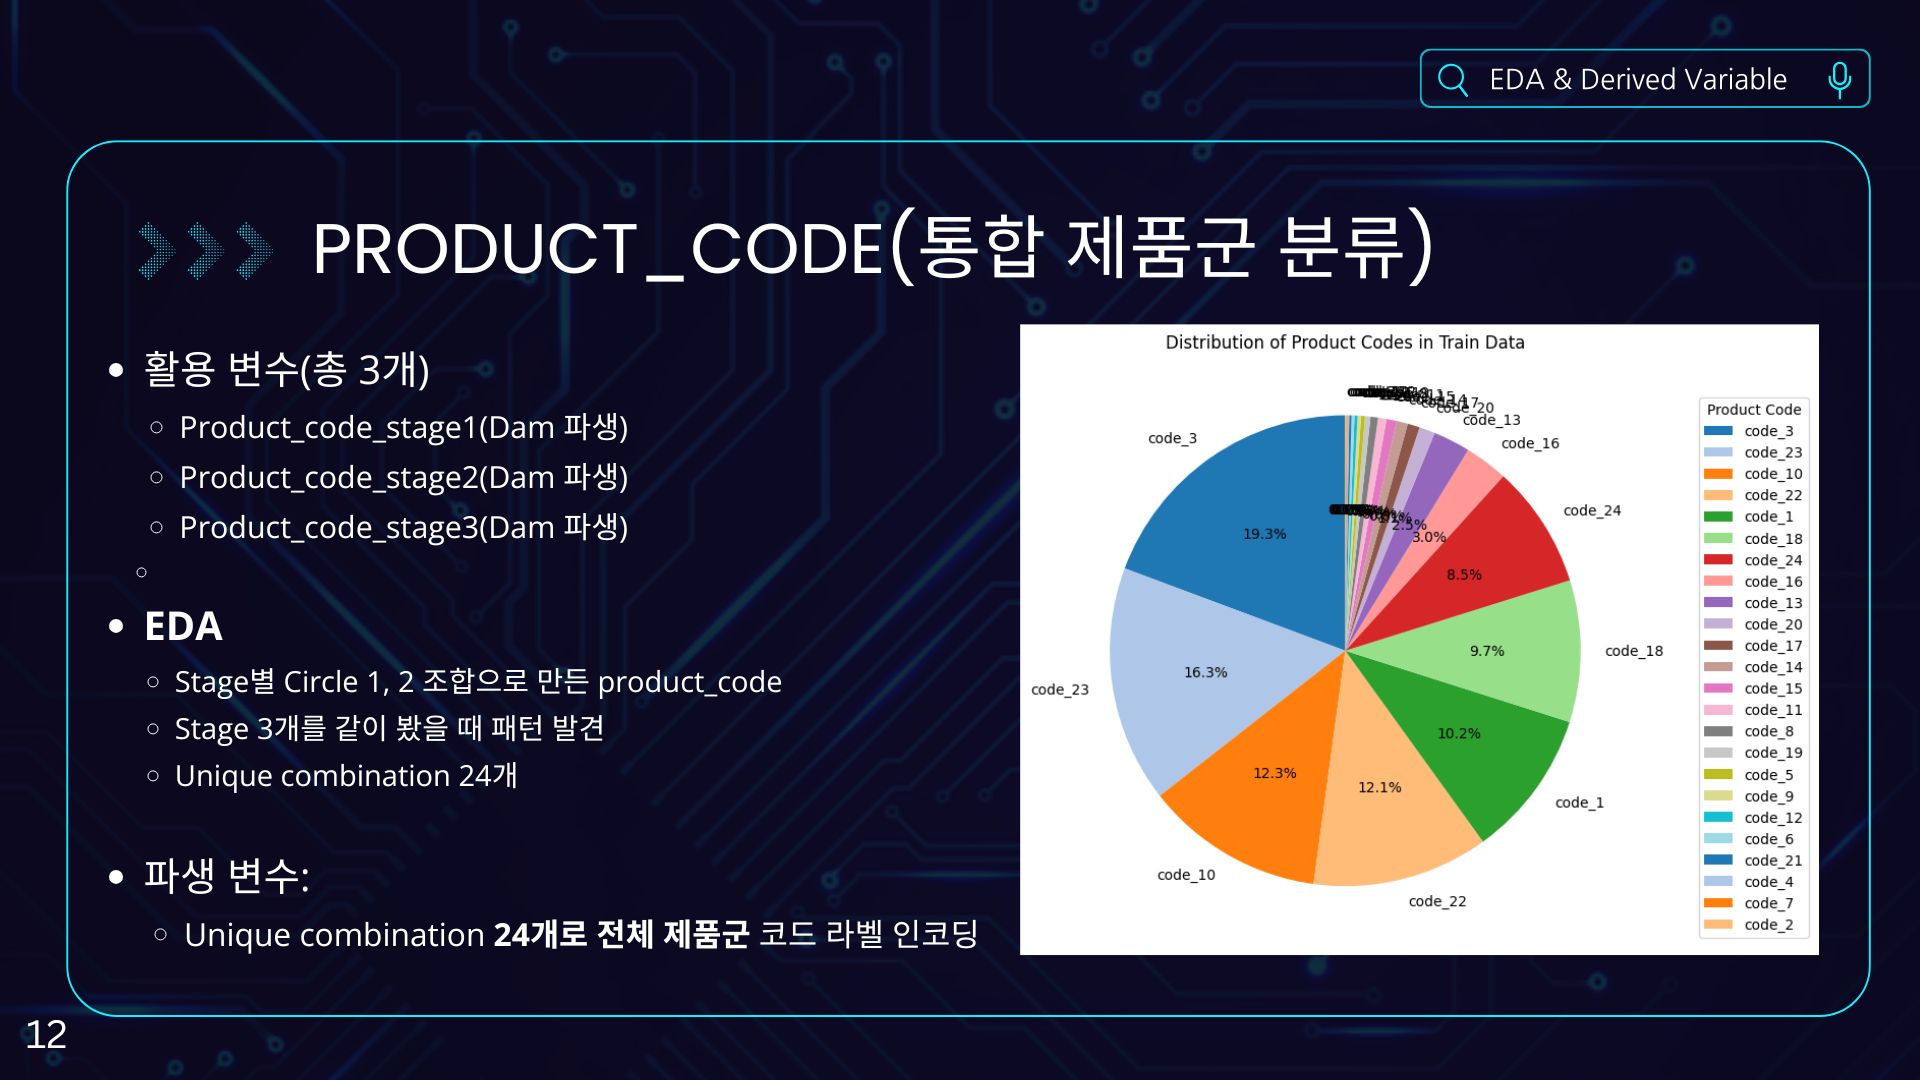 EDA & Derived Variable
PRODUCT_CODE(통합 제품군 분류)
활용 변수(총 3개)
Product_code_stage1(Dam 파생)
Product_code_stage2(Dam 파생)
Product_code_stage3(Dam 파생)
EDA
Stage별 Circle 1, 2 조합으로 만든 product_code
Stage 3개를 같이 봤을 때 패턴 발견
Unique combination 24개
파생 변수:
Unique combination 24개로 전체 제품군 코드 라벨 인코딩
Distribution of Product Codes in Train Data
code_20
code_13
code_16
code_3
code_24
code_18
code_23
code_1
code_10
code_22
2.5%
3.0%
19.3%
8.5%
9.7%
16.3%
10.2%
12.3%
12.1%
Product Code
code_3
code_23
code_10
code_22
code_1
code_18
code_24
code_16
code_13
code_20
code_17
code_14
code_15
code_11
code_8
code_19
code_5
code_9
code_12
code_6
code_21
code_4
code_7
code_2
12